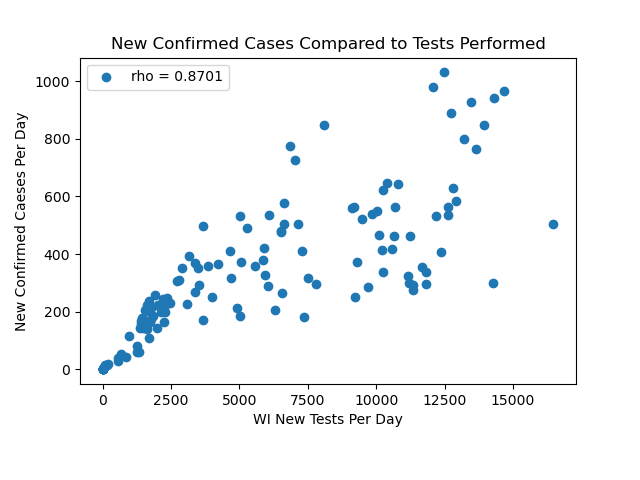 New Confirmed Cases Compared to Tests Performed
rho = 0.8701
1000
800
600
400
200
0
New Confirmed Caeses Per Day
0 2500 5000 7500 10000 12500 15000
WI New Tests Per Day